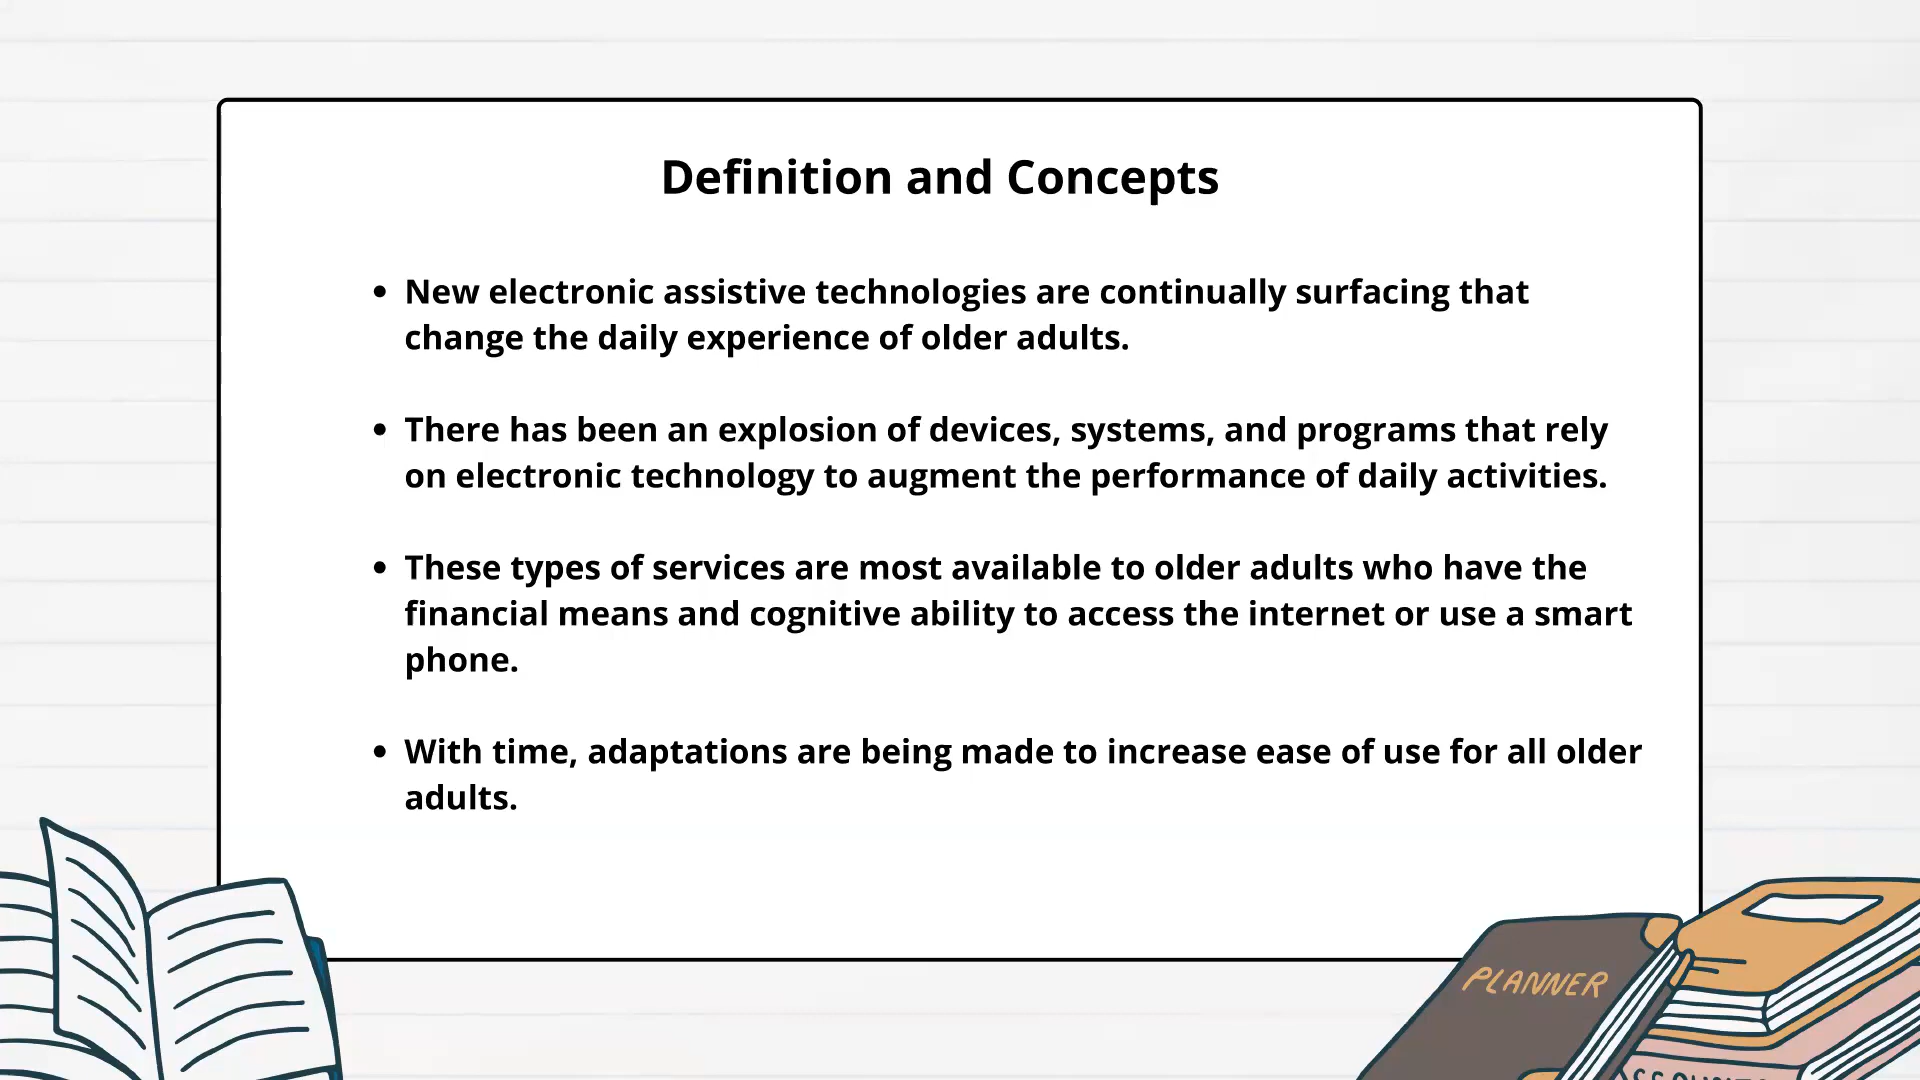 Definition and Concepts
• New electronic assistive technologies are continually surfacing that
change the daily experience of older adults.
• There has been an explosion of devices, systems, and programs that rely
on electronic technology to augment the performance of daily activities.
• These types of services are most available to older adults who have the
financial means and cognitive ability to access the internet or use a smart
phone.
• With time, adaptations are being made to increase ease of use for all older
adults.
PLANNER